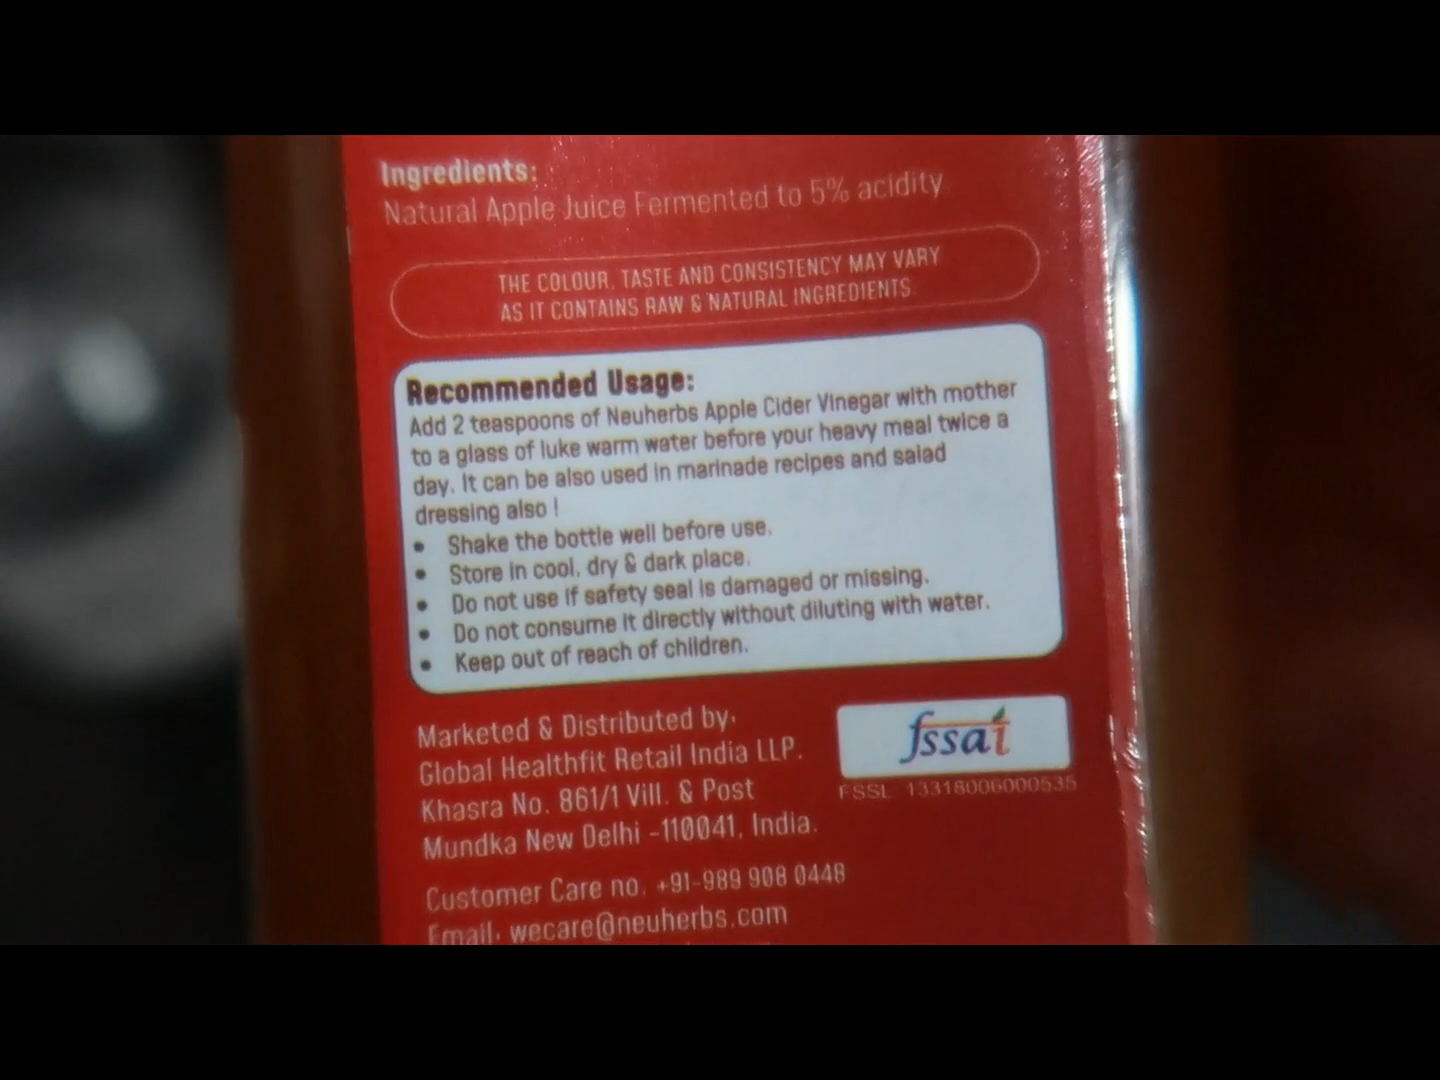 Ingredients:
Natural Apple Juice Fermented to 5% acidity
THE COLOUR, TASTE AND CONSISTENCY MAY VARY
AS IT CONTAINS RAW & NATURAL INGREDIENTS.
Recommended Usage:
Add 2 teaspoons of Neuherbs Apple Cider Vinegar with mother
to a glass of luke warm water before your heavy meal twice a
day. It can be also used in marinade recipes and salad
dressing also !
• Shake the bottle well before use.
• Store in cool, dry & dark place.
• Do not use if safety seal is damaged or missing.
• Do not consume it directly without diluting with water.
• Keep out of reach of children.
Marketed & Distributed by:
Global Healthfit Retail India LLP.
Khasra No. 861/1 Vill. & Post
Mundka New Delhi -110041, India.
fssai
FSSL 13318006000535
Customer Care no. +91-989 908 0448
Email: wecare@neuherbs.com